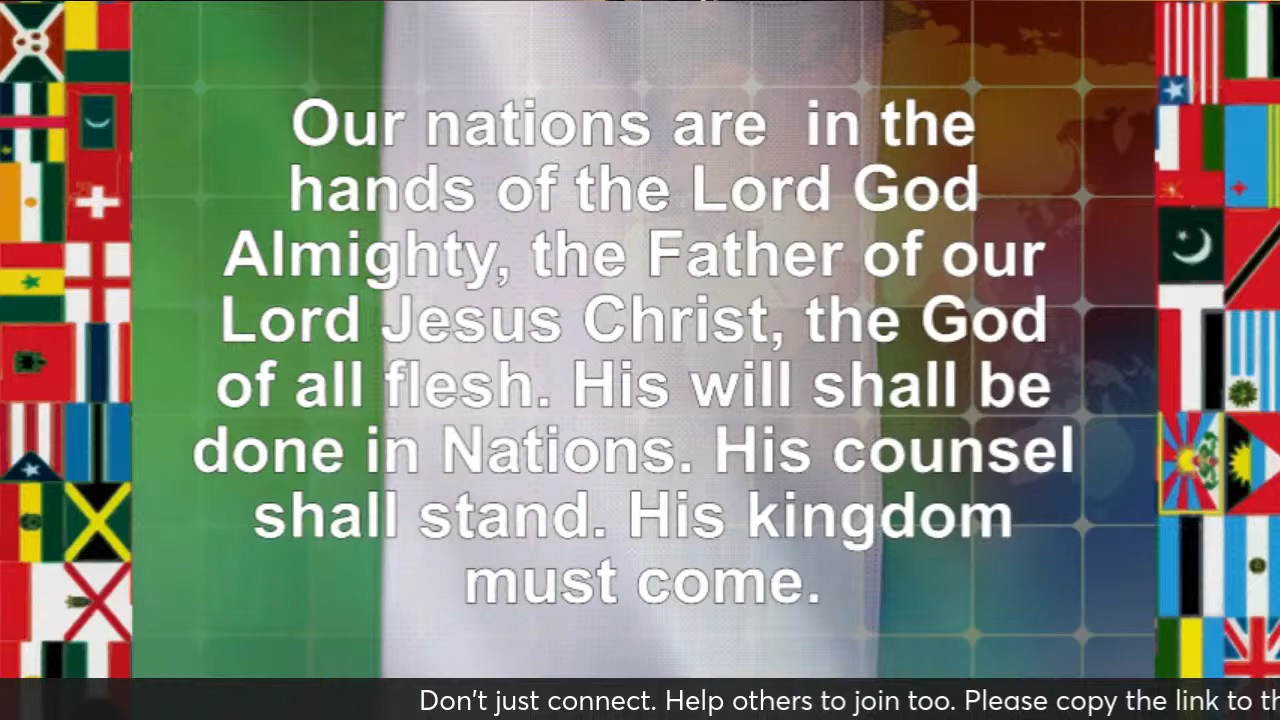 Our nations are  in the
hands of the Lord God
Almighty, the Father of our
Lord Jesus Christ, the God
of all flesh. His will shall be
done in Nations. His counsel
shall stand. His kingdom
must come.
Don't just connect. Help others to join too. Please copy the link to